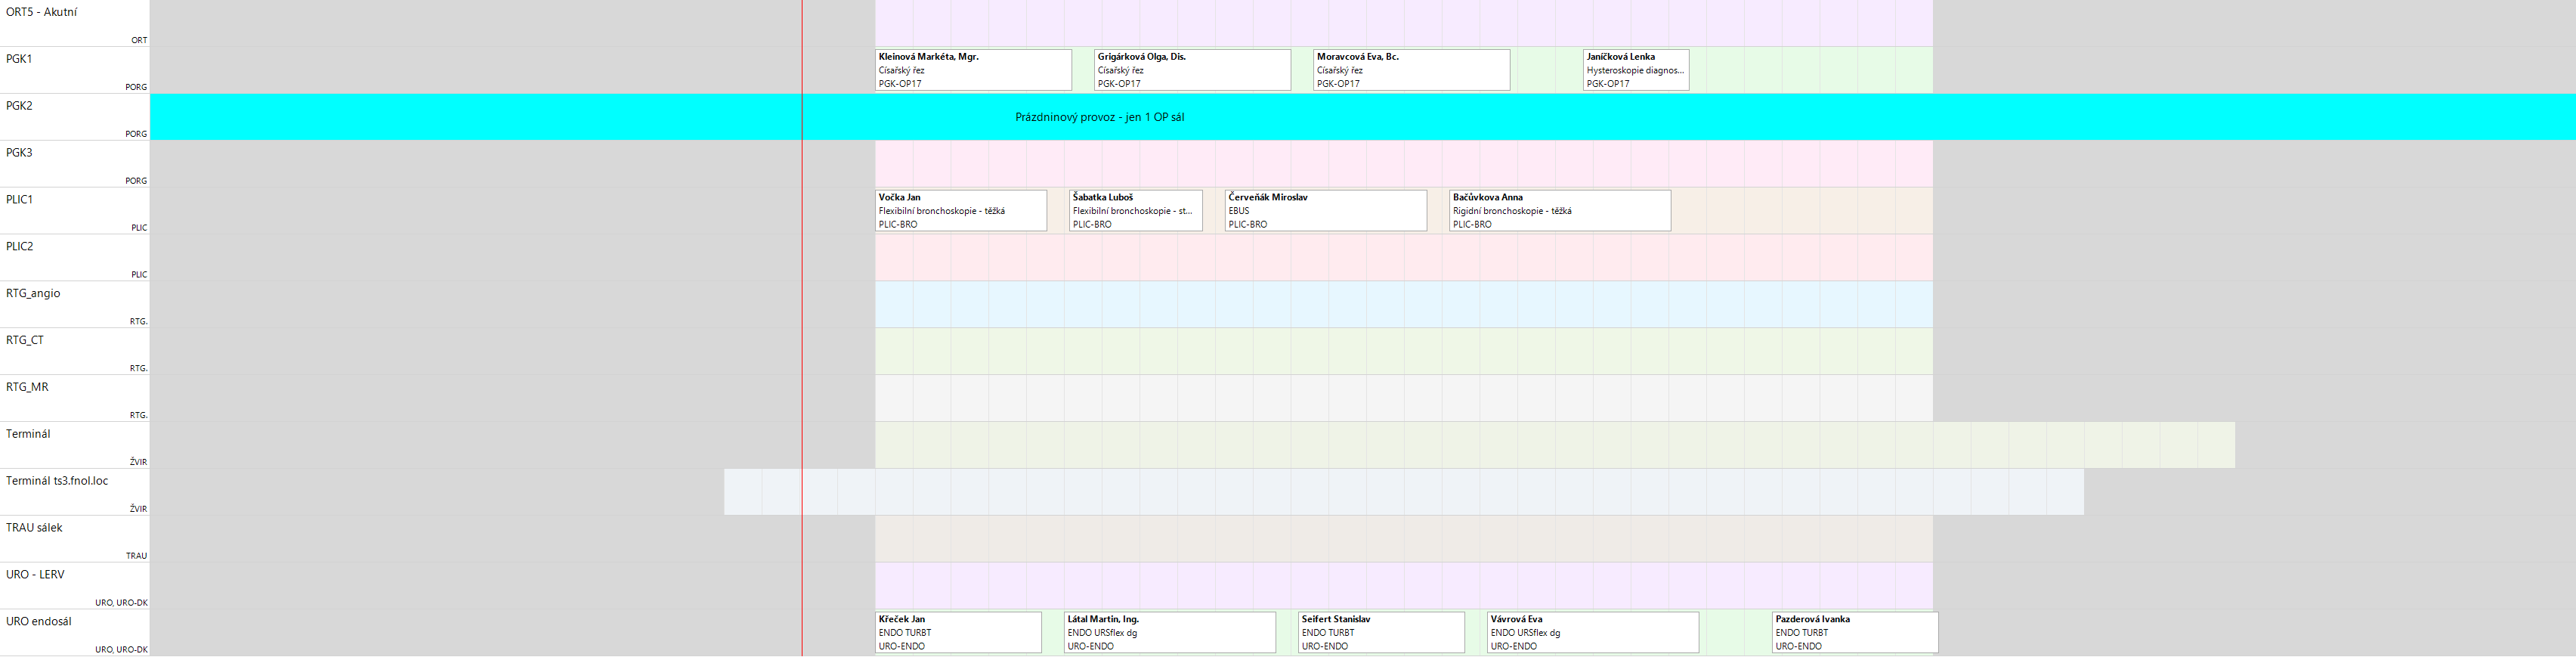 ORT5 - Akutní
ORT
PGK1
PORG
Kleinová Markéta, Mgr.
Císařský řez
PGK-OP17
Grigárková Olga, Dis.
Císařský řez
PGK-OP17
Moravcová Eva, Bc.
Císařský řez
PGK-OP17
Janíčková Lenka
Hysteroskopie diagnos...
PGK-OP17
PGK2
PORG
Prázdninový provoz - jen 1 OP sál
PGK3
PORG
PLIC1
PLIC
Vočka Jan
Flexibilní bronchoskopie - těžká
PLIC-BRO
Šabatka Luboš
Flexibilní bronchoskopie - st...
PLIC-BRO
Červeňák Miroslav
EBUS
PLIC-BRO
Bačůvkova Anna
Rigidní bronchoskopie - těžká
PLIC-BRO
PLIC2
PLIC
RTG_angio
RTG.
RTG_CT
RTG.
RTG_MR
RTG.
Terminál
ŽVIR
Terminál ts3.fnol.loc
ŽVIR
TRAU sálek
TRAU
URO - LERV
URO, URO-DK
URO endosál
URO, URO-DK
Křeček Jan
ENDO TURBT
URO-ENDO
Látal Martin, Ing.
ENDO URSflex dg
URO-ENDO
Seifert Stanislav
ENDO TURBT
URO-ENDO
Vávrová Eva
ENDO URSflex dg
URO-ENDO
Pazderová Ivanka
ENDO TURBT
URO-ENDO